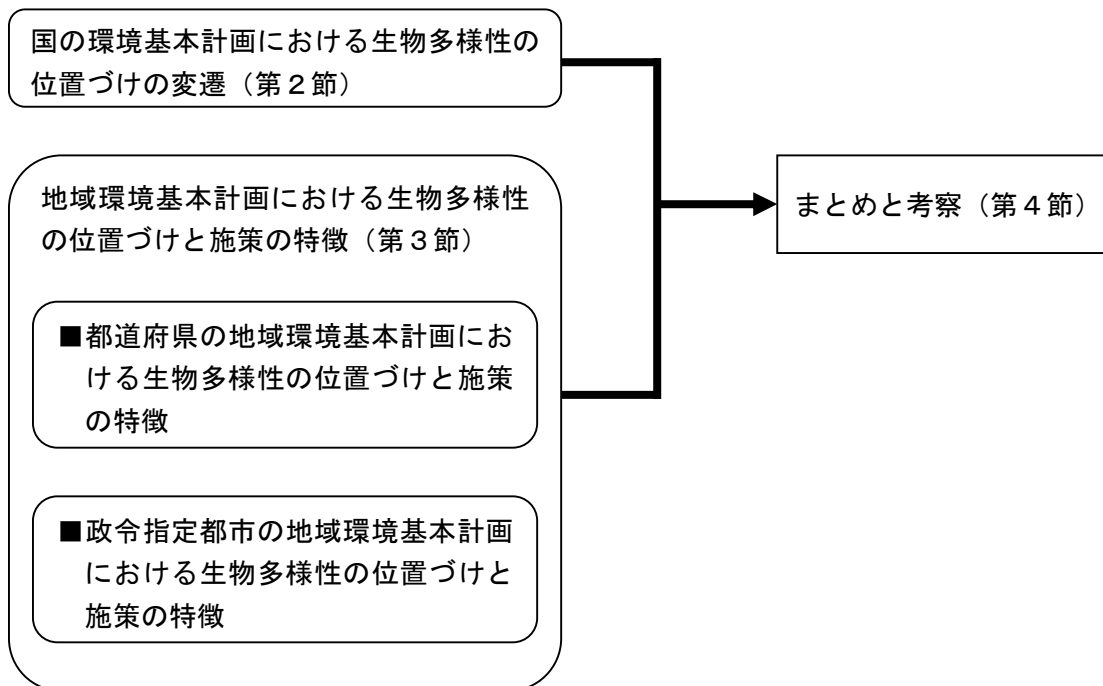 国の環境基本計画における生物多様性の
位置づけの変遷（第２節）
地域環境基本計画における生物多様性
の位置づけと施策の特徴（第３節）
■都道府県の地域環境基本計画にお
ける生物多様性の位置づけと施策
の特徴
■政令指定都市の地域環境基本計画
における生物多様性の位置づけと
施策の特徴
まとめと考察（第４節）